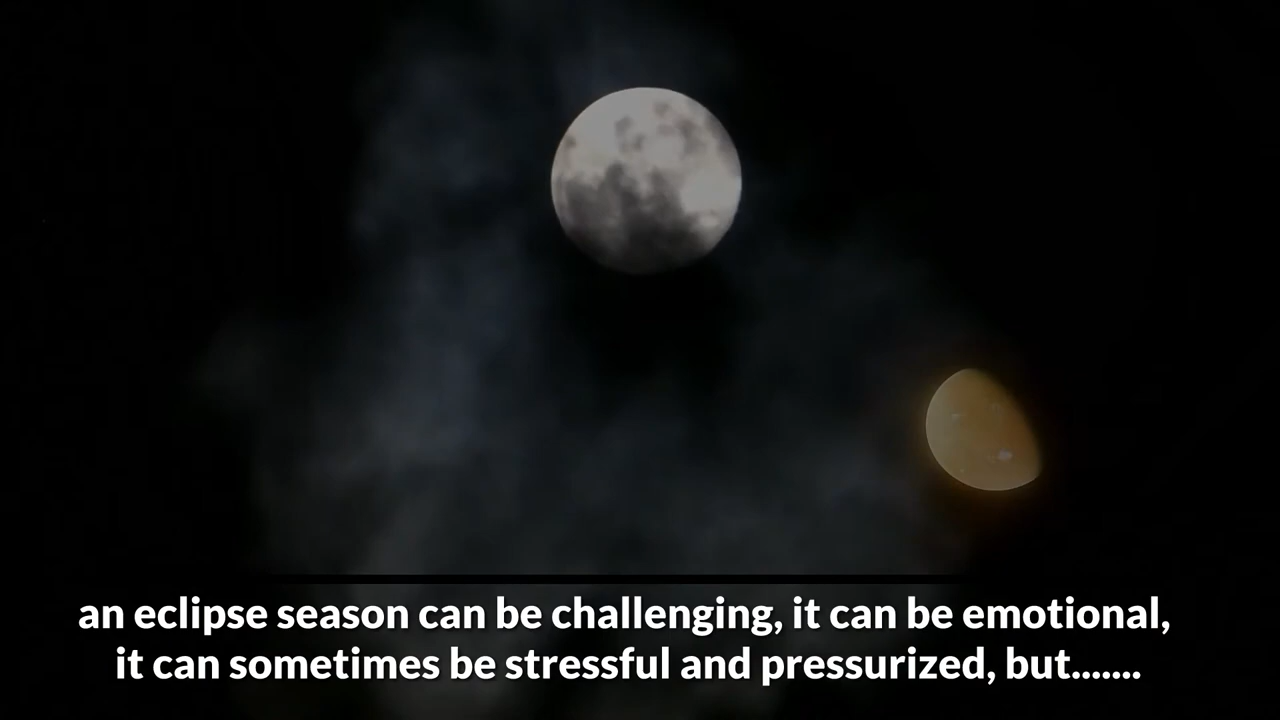 an eclipse season can be challenging, it can be emotional,
it can sometimes be stressful and pressurized, but.......